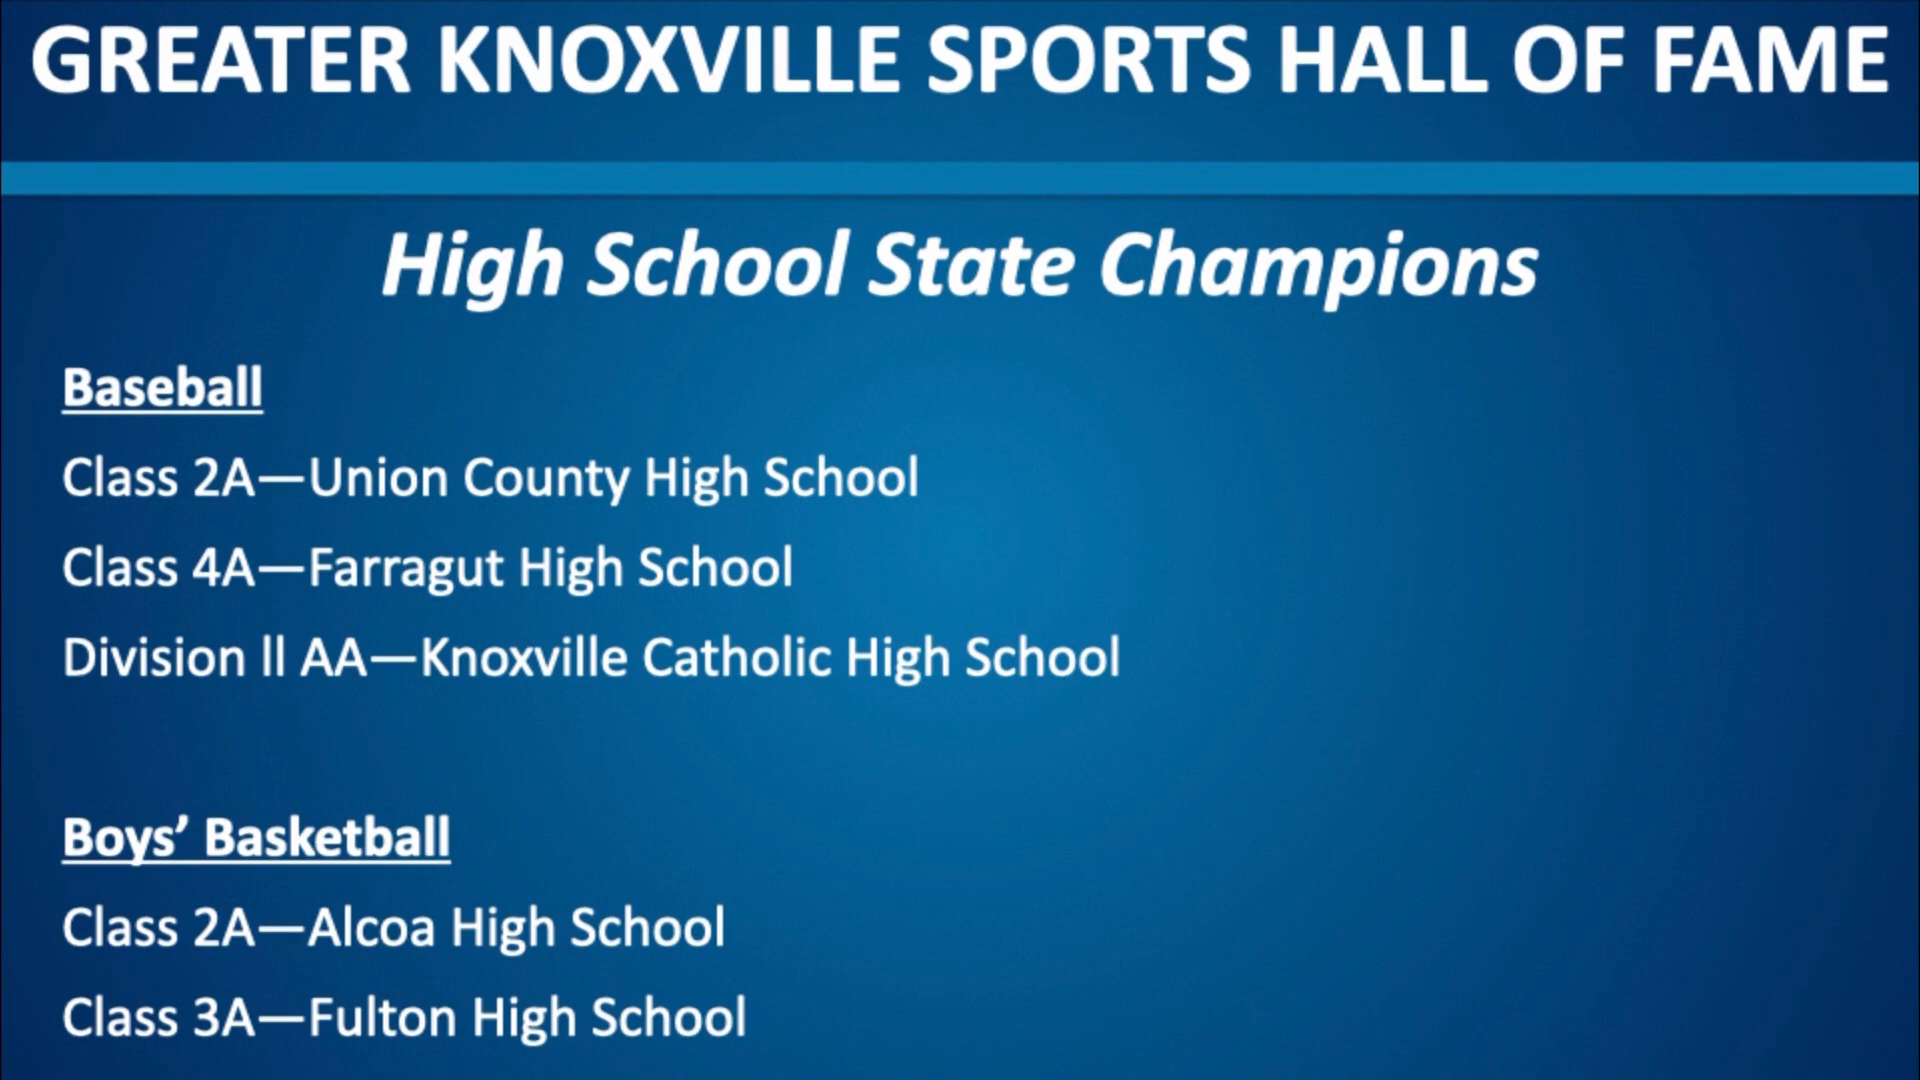 GREATER KNOXVILLE SPORTS HALL OF FAME
High School State Champions
Baseball
Class 2A—Union County High School
Class 4A—Farragut High School
Division ll AA—Knoxville Catholic High School
Boys’ Basketball
Class 2A—Alcoa High School
Class 3A—Fulton High School